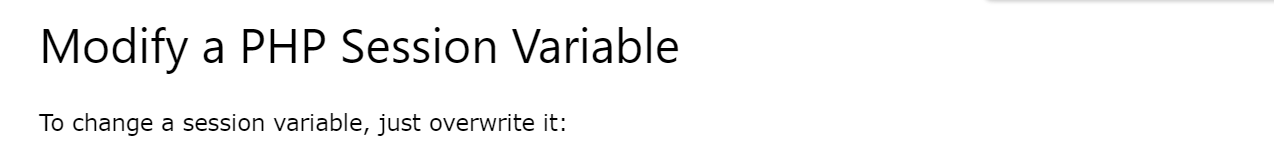 Modify a PHP Session Variable
To change a session variable, just overwrite it: